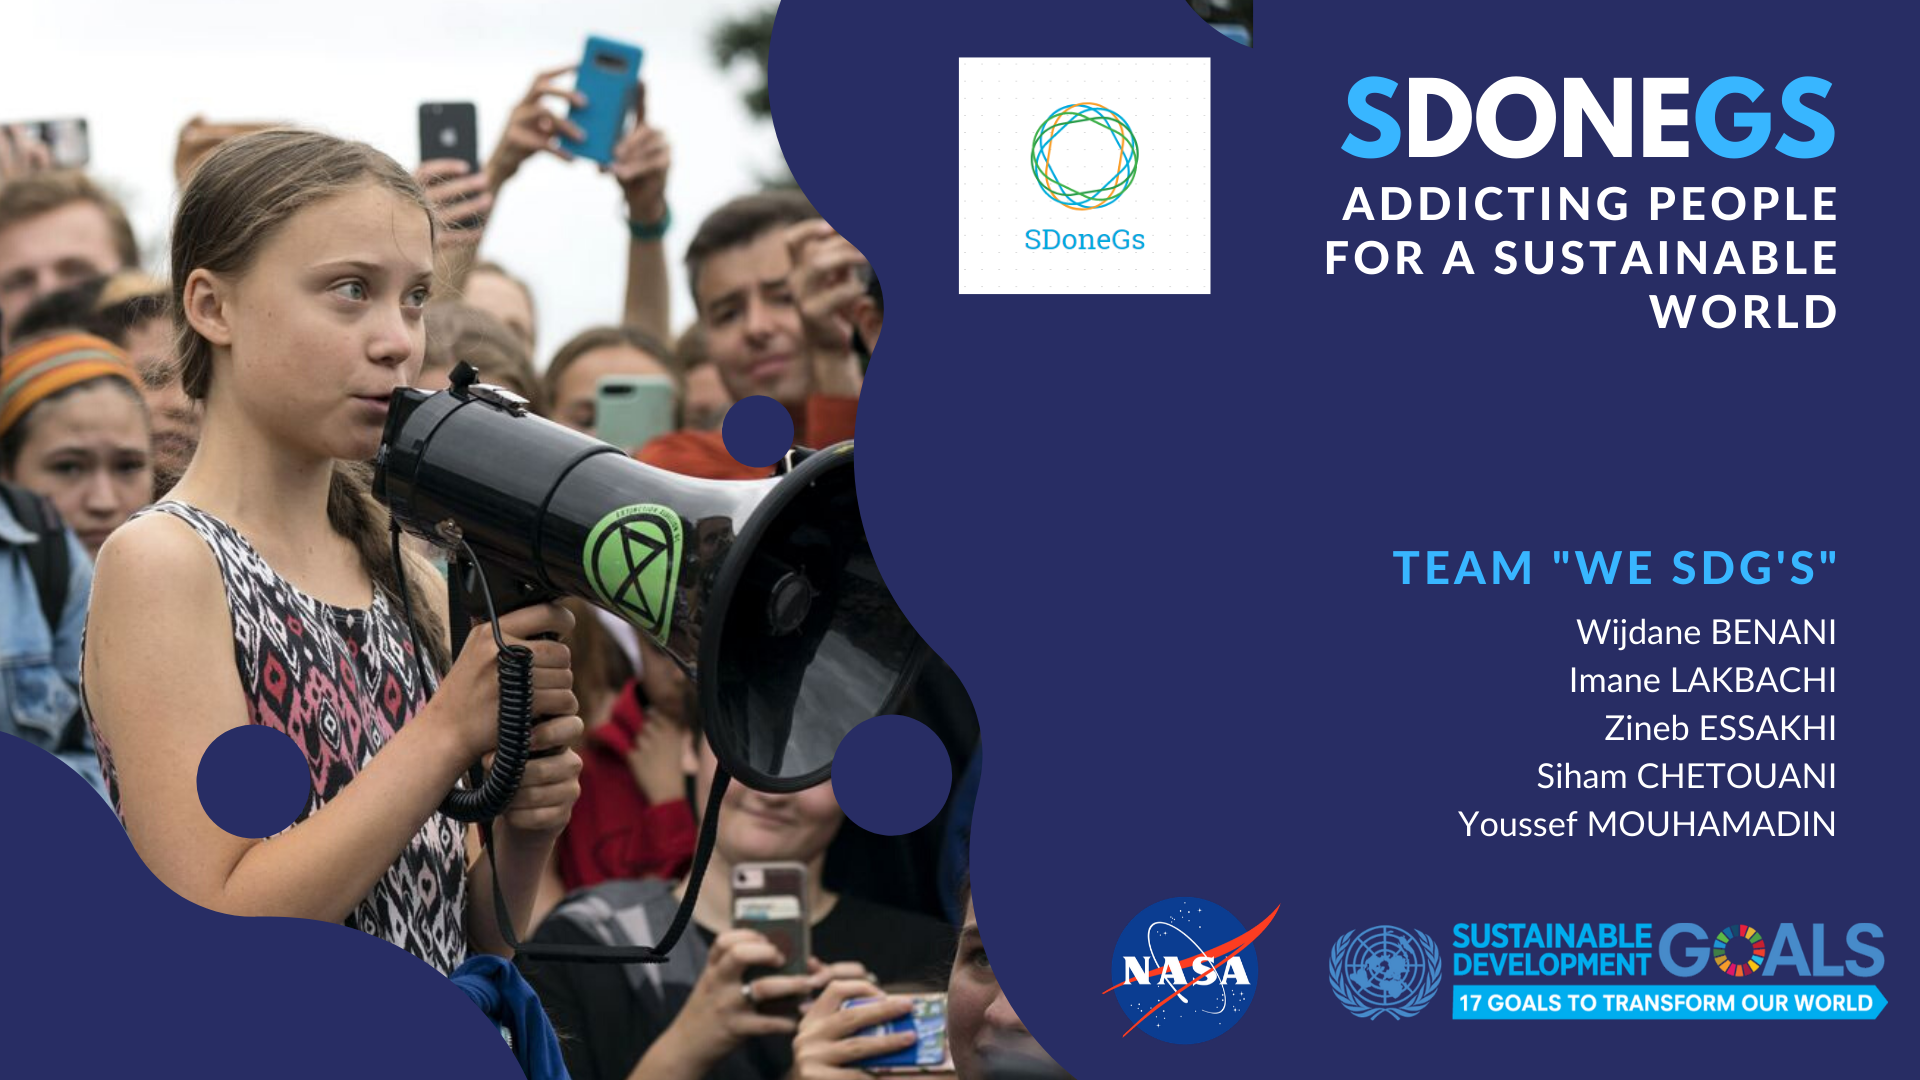 SDoneGs
SDONEGS
ADDICTING PEOPLE
FOR A SUSTAINABLE
WORLD
TEAM "WE SDG'S"
Wijdane BENANI
Imane LAKBACHI
Zineb ESSAKHI
Siham CHETOUANI
Youssef MOUHAMADIN
NASA
SUSTAINABLE
DEVELOPMENT
GOALS
17 GOALS TO TRANSFORM OUR WORLD